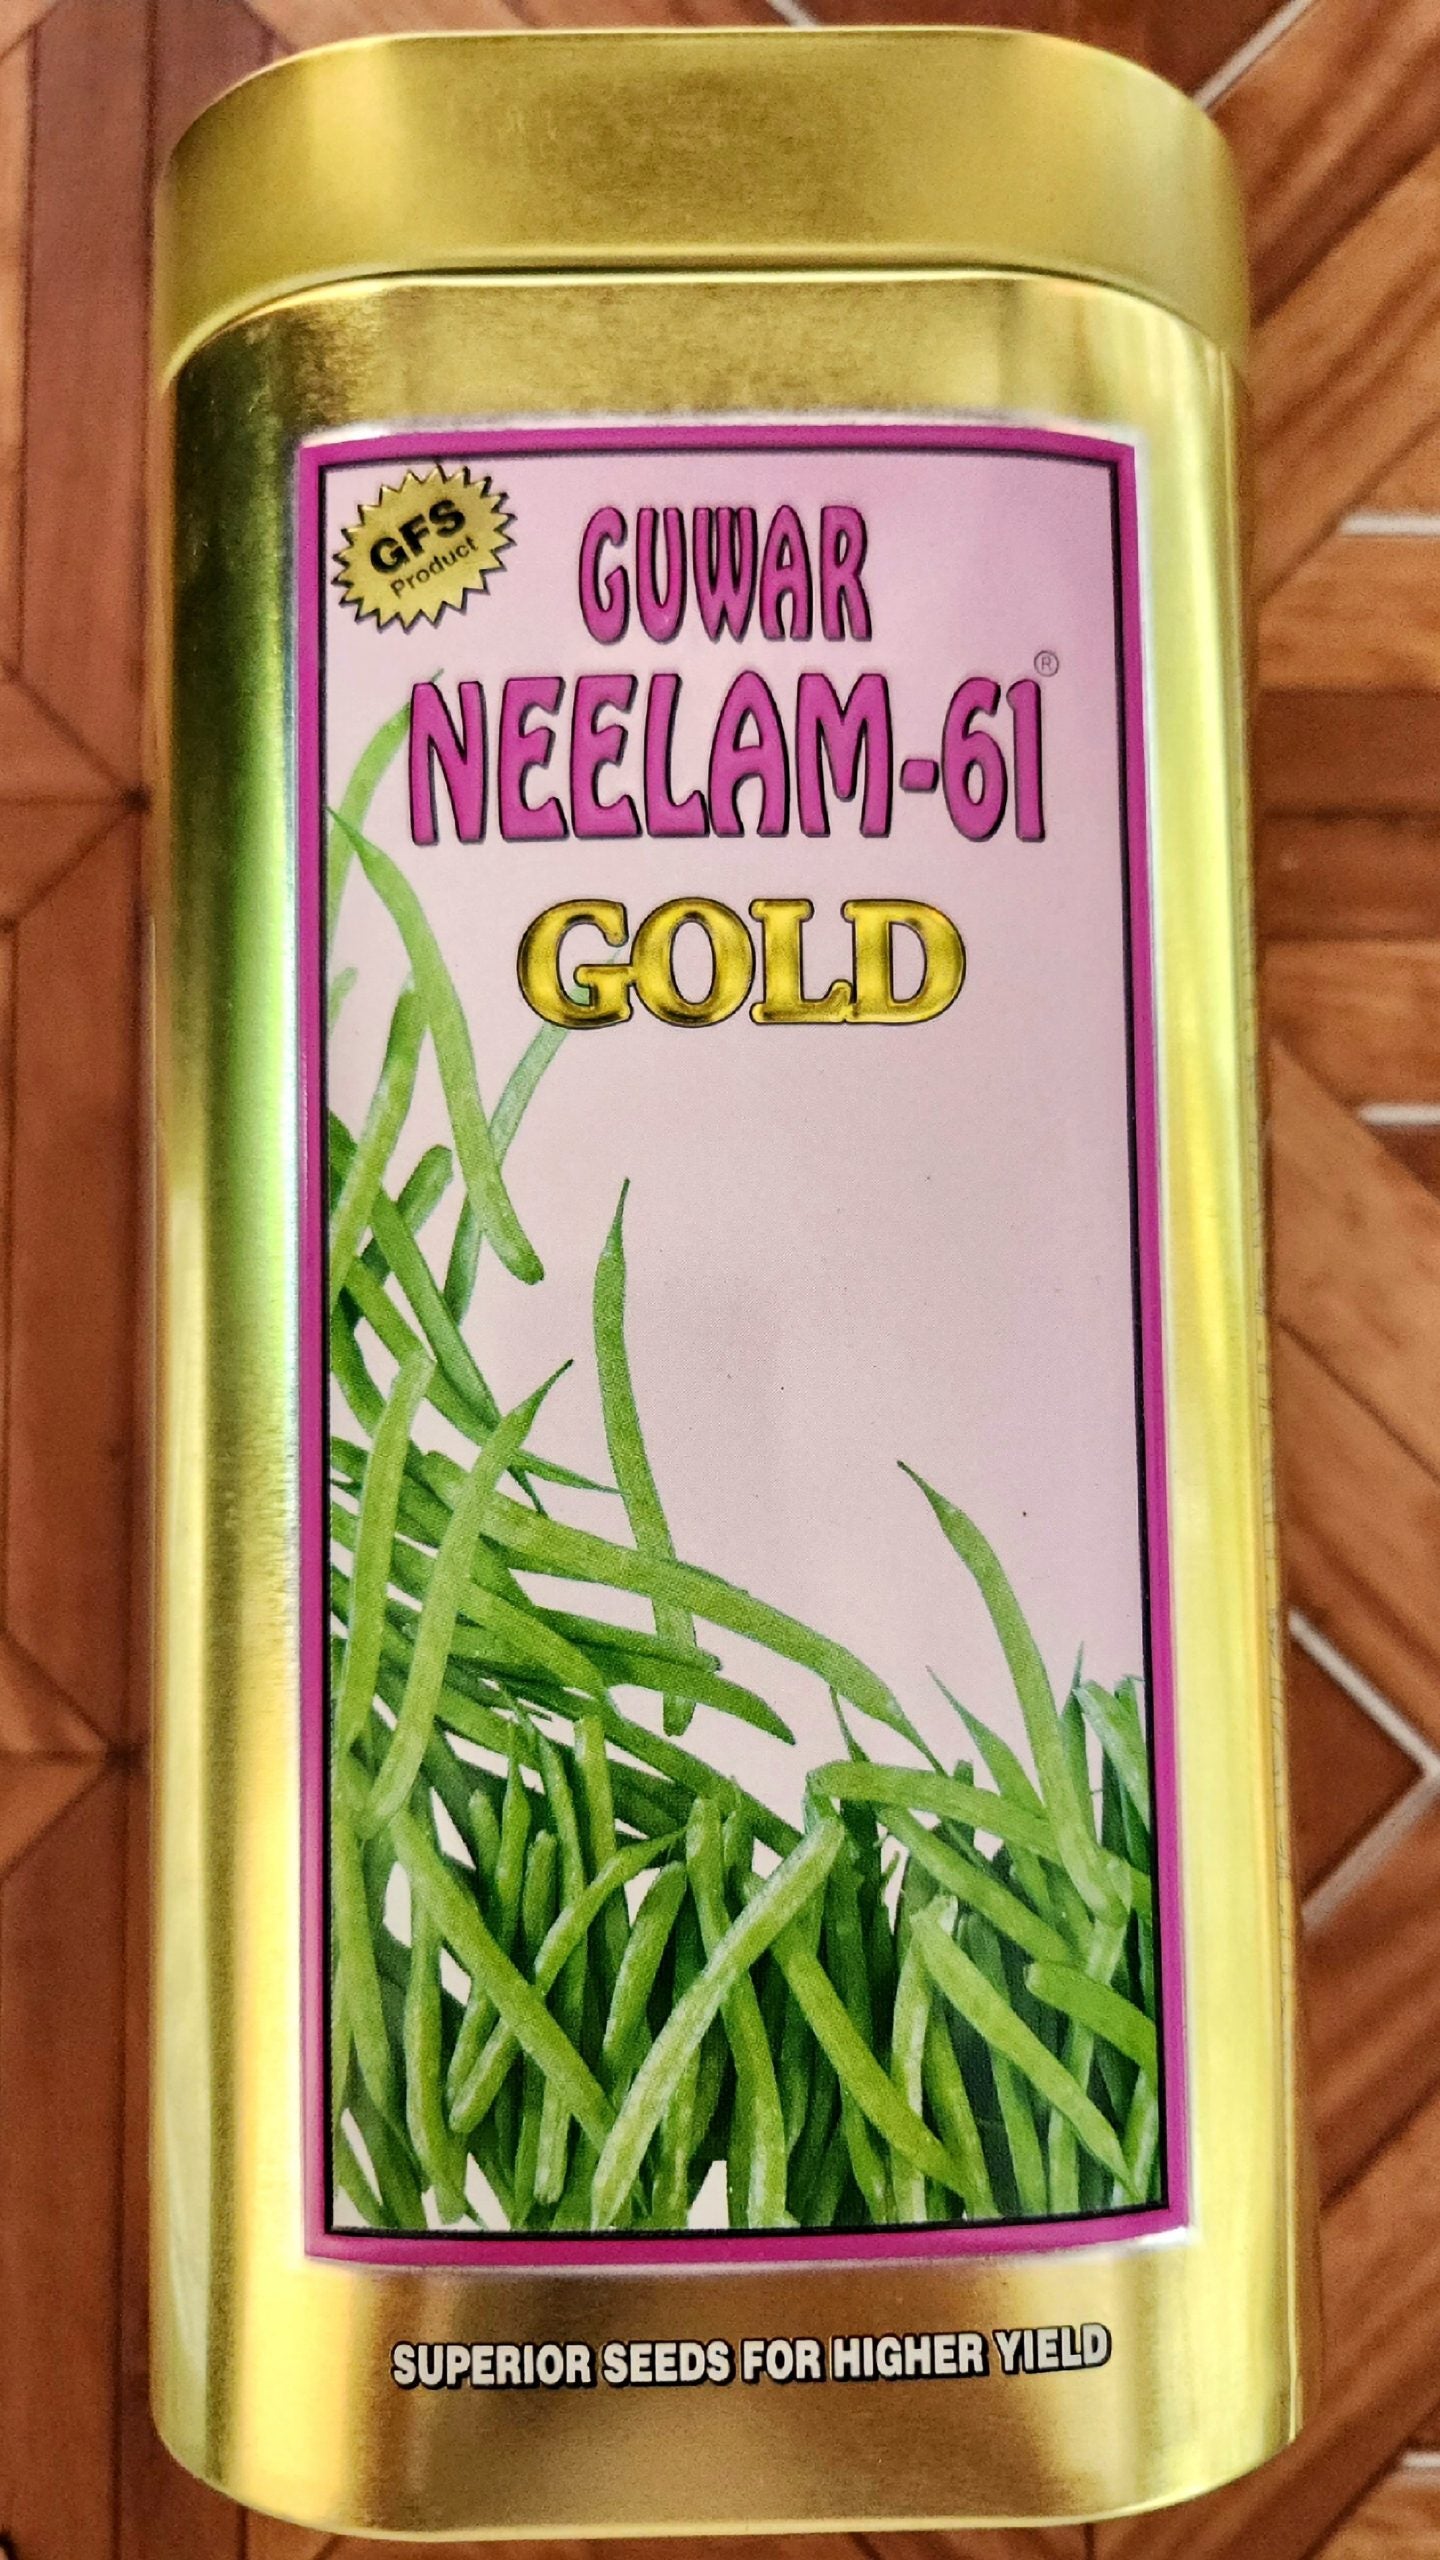 GFS
Product
GUWAR
NEELAM-61®
GOLD
SUPERIOR SEEDS FOR HIGHER YIELD